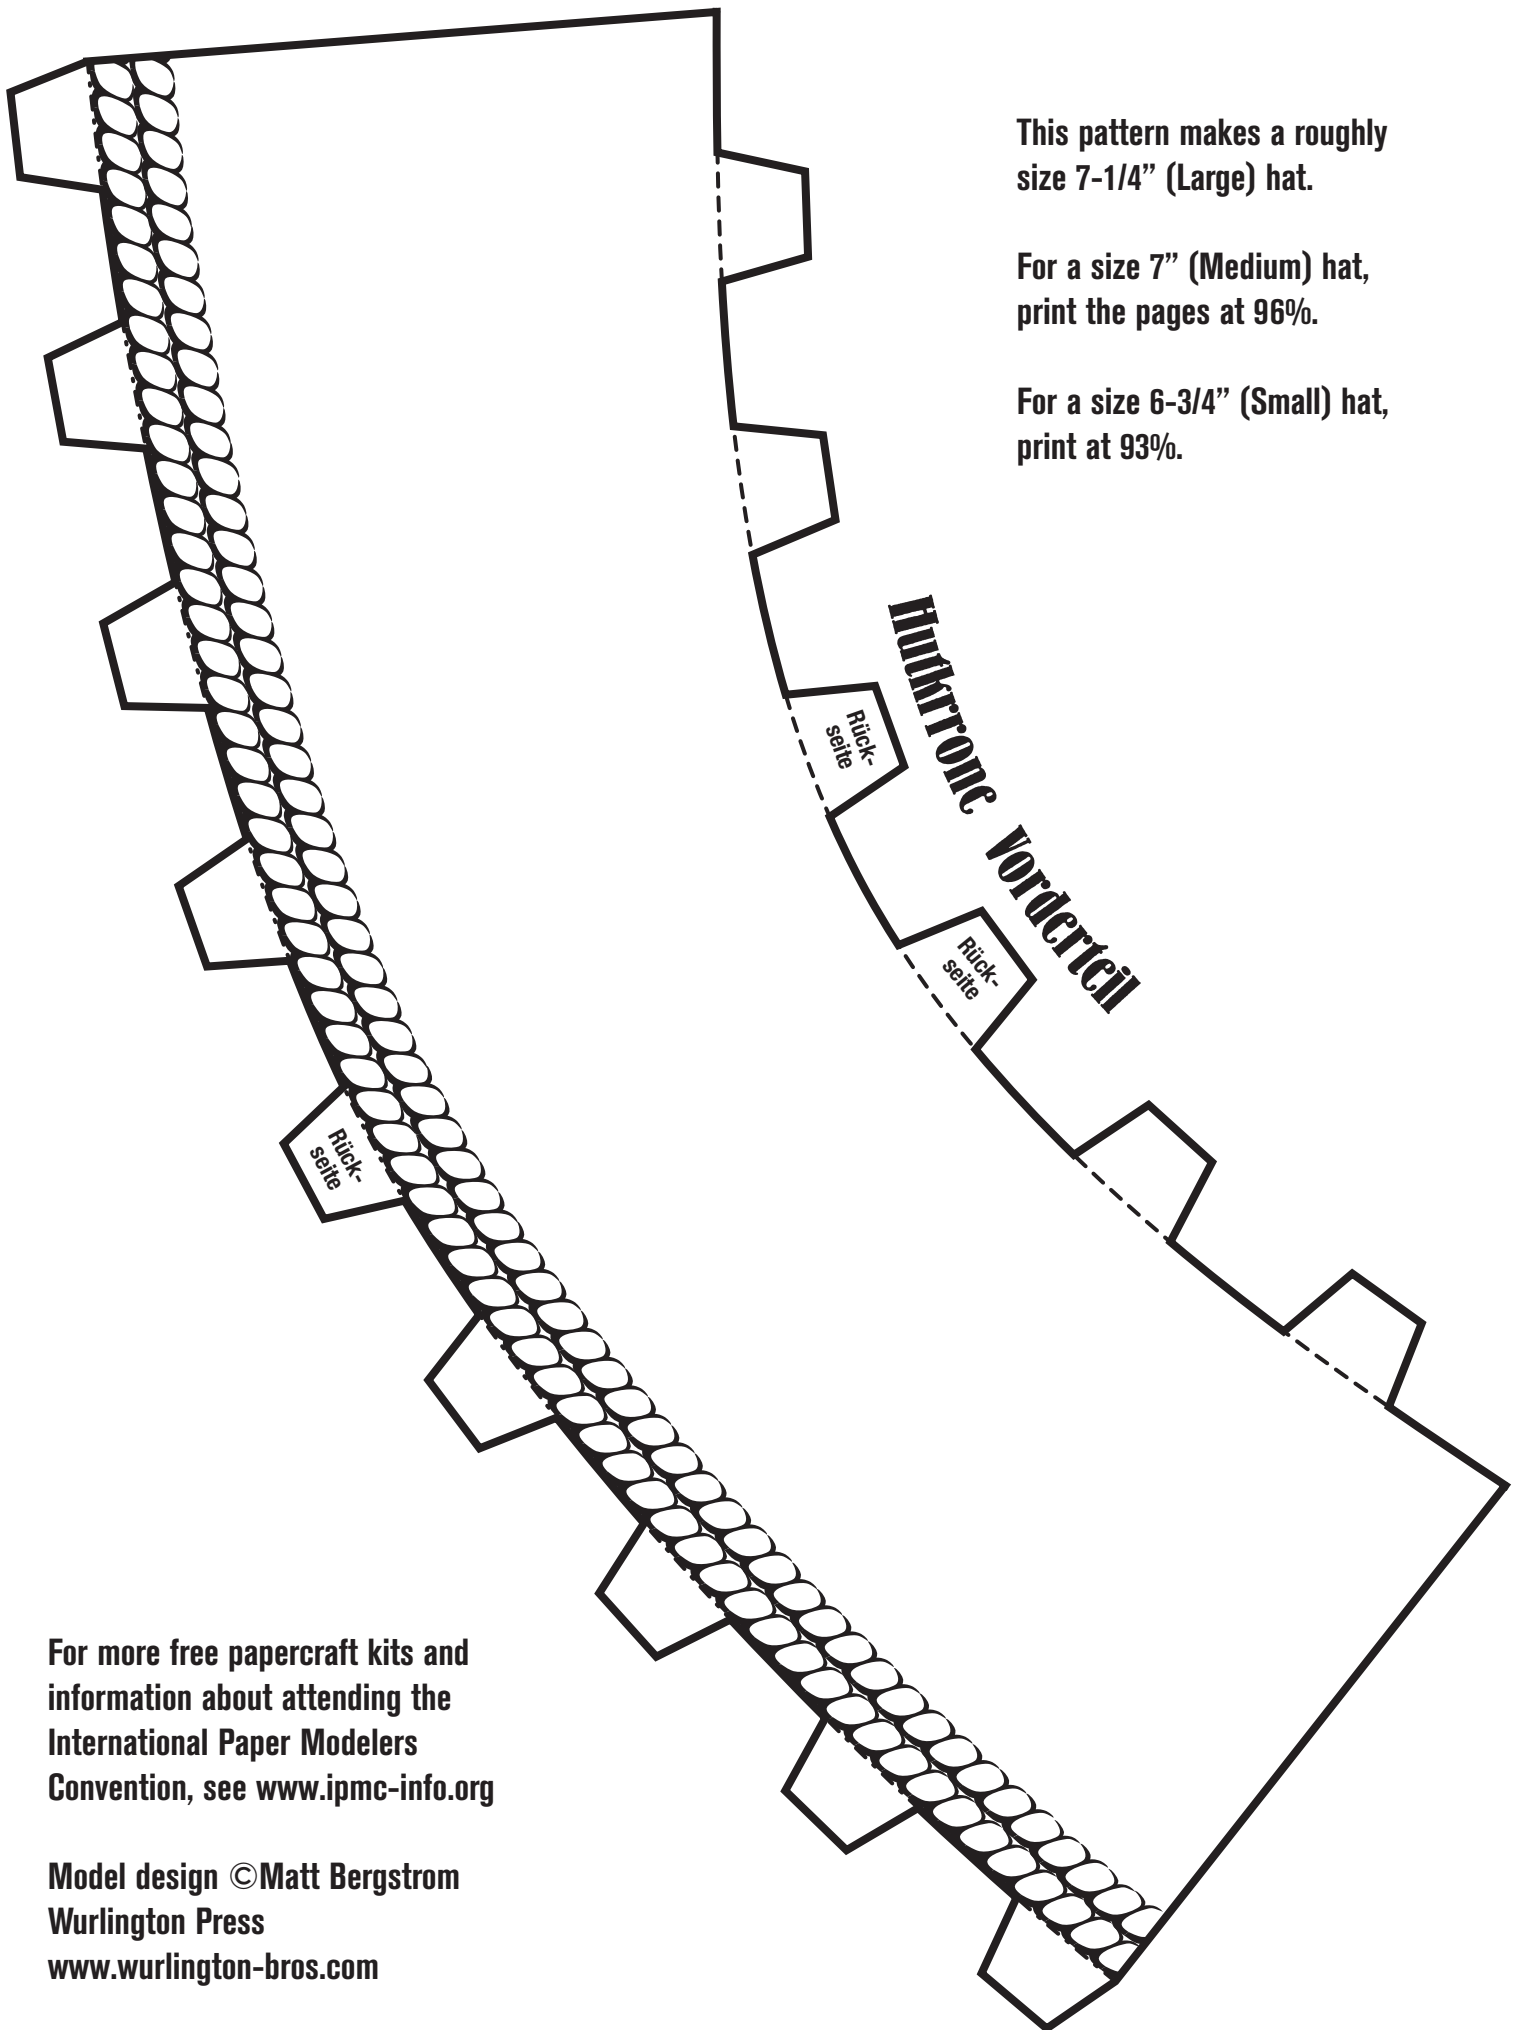 This pattern makes a roughly
size 7-1/4” (Large) hat.
For a size 7” (Medium) hat,
print the pages at 96%.
For a size 6-3/4” (Small) hat,
print at 93%.
Hutkrrone Vorderteil
Rück-
seite
Rück-
seite
Rück-
seite
For more free papercraft kits and
information about attending the
International Paper Modelers
Convention, see www.ipmc-info.org
Model design ©Matt Bergstrom
Wurlington Press
www.wurlington-bros.com